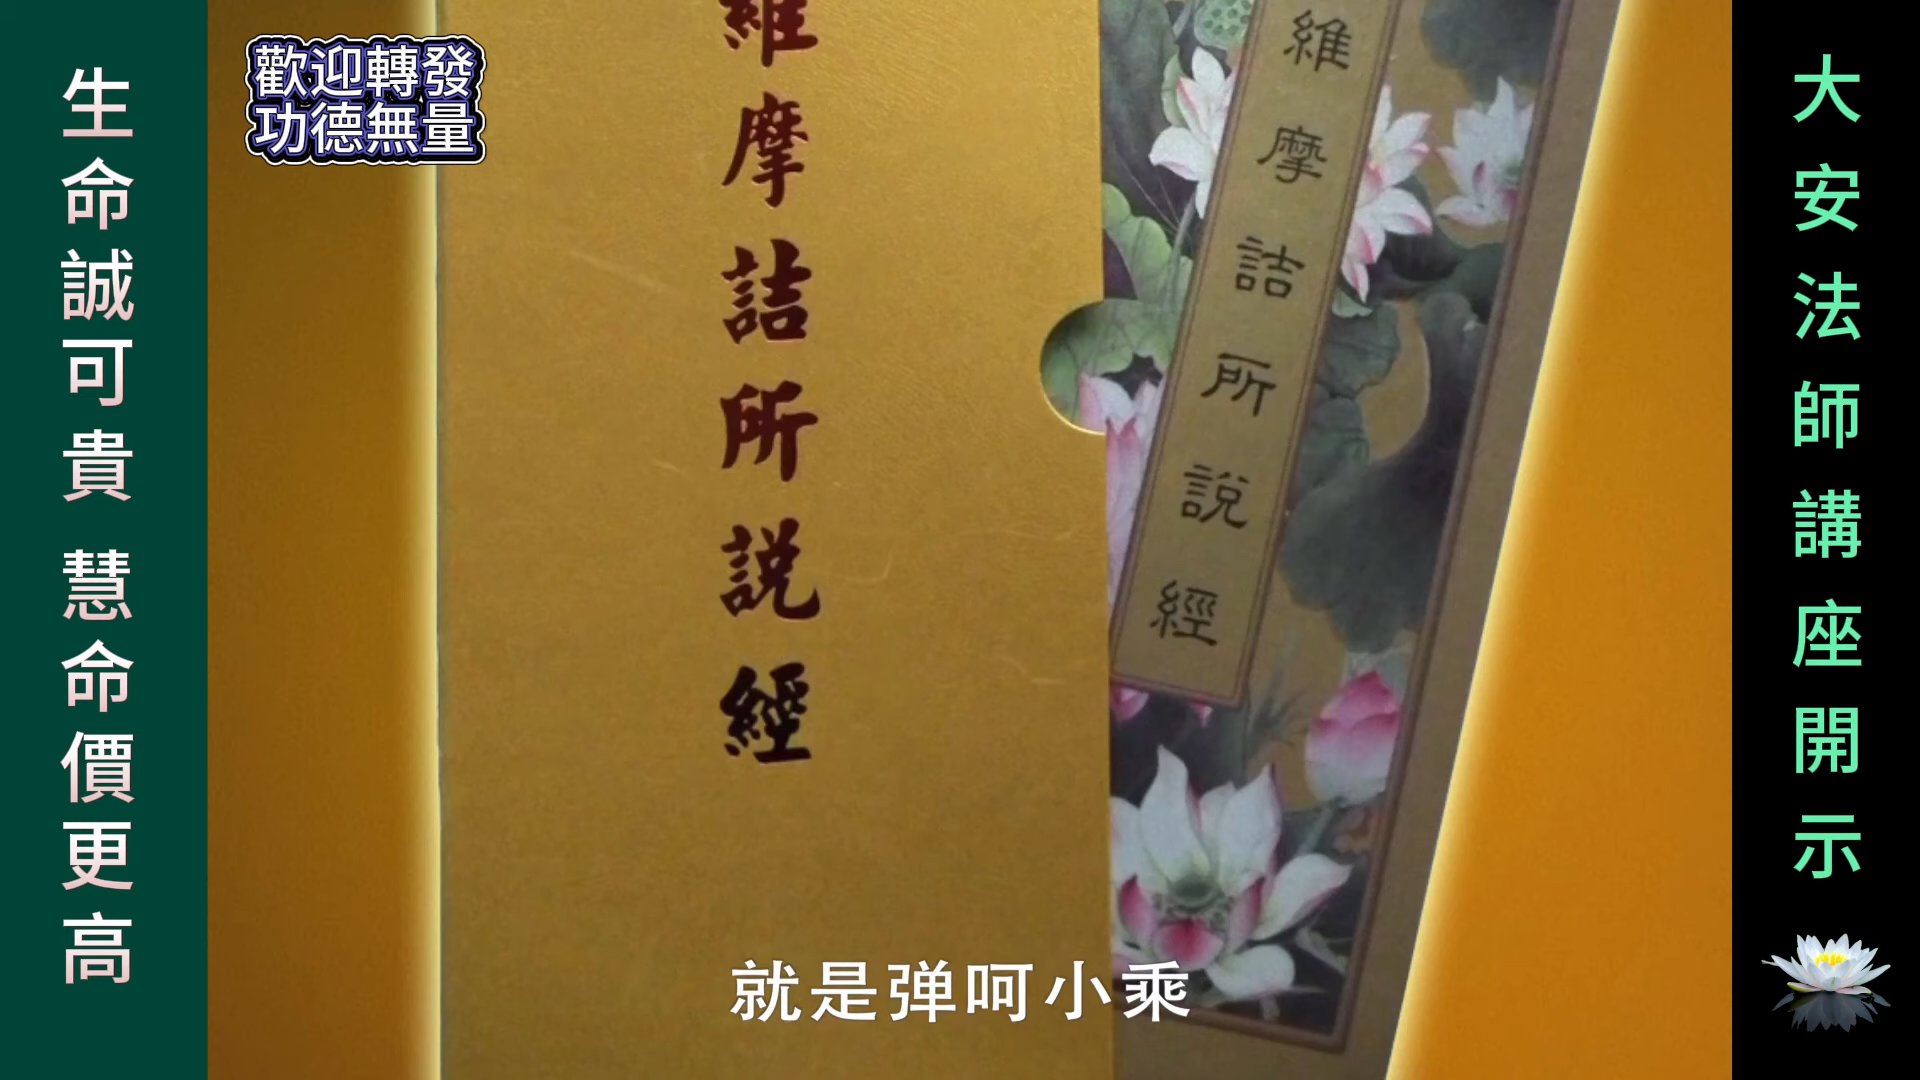 生命誠可貴 慧命價更高
歡迎轉發
功德無量
維摩詰所説經
維摩詰所說經
就是弹呵小乘
大安法師講座開示